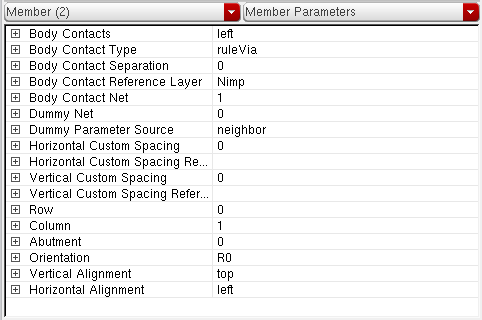 Member (2) Member Parameters
Body Contacts left
Body Contact Type ruleVia
Body Contact Separation 0
Body Contact Reference Layer Nimp
Body Contact Net 1
Dummy Net 0
Dummy Parameter Source neighbor
Horizontal Custom Spacing 0
Horizontal Custom Spacing Re...
Vertical Custom Spacing 0
Vertical Custom Spacing Refer...
Row 0
Column 1
Abutment 0
Orientation R0
Vertical Alignment top
Horizontal Alignment left